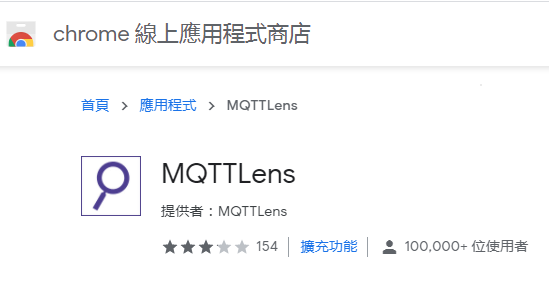 chrome 線上應用程式商店
首頁 > 應用程式 > MQTTLens
MQTTLens
提供者：MQTTLens
154 擴充功能 100,000+ 位使用者